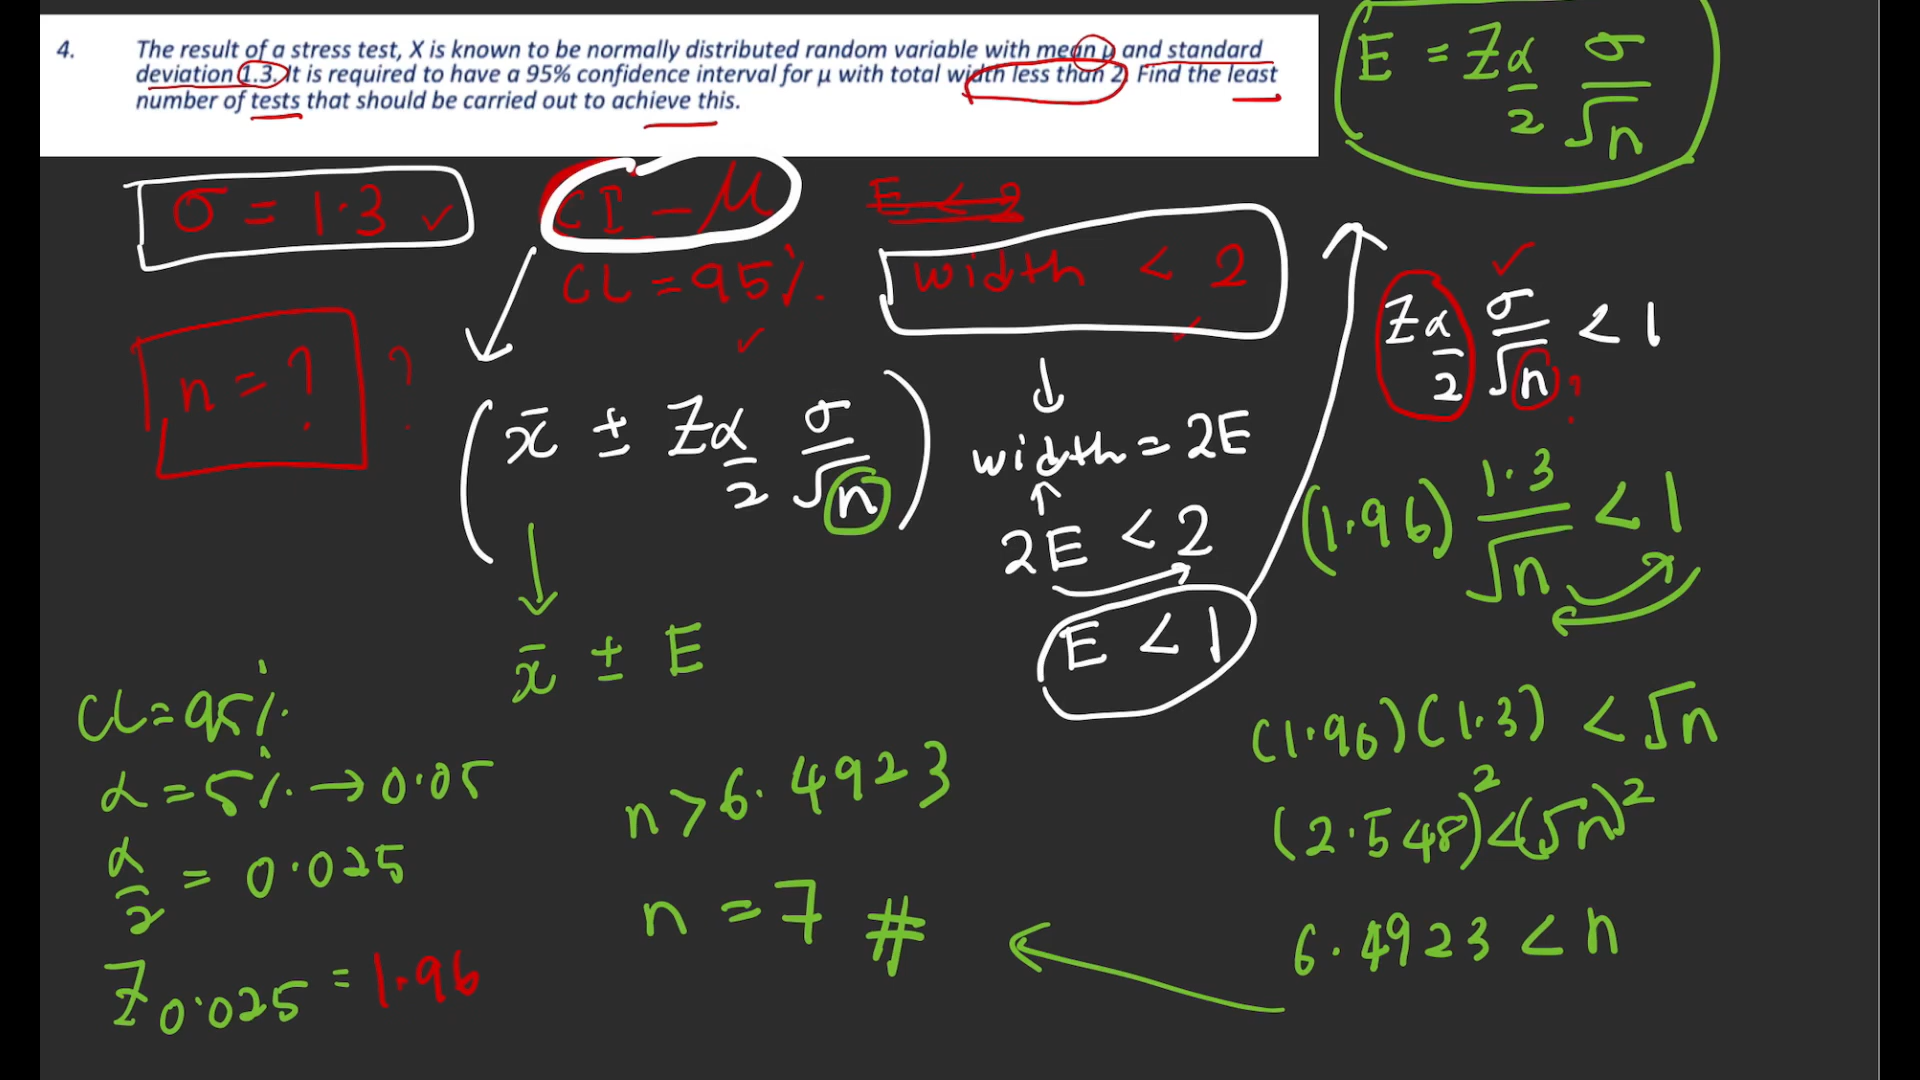 4. The result of a stress test, X is known to be normally distributed random variable with mean μ and standard
deviation 1.3. It is required to have a 95% confidence interval for μ with total width less than 2. Find the least
number of tests that should be carried out to achieve this.
E = Zα/2 σ/√n
σ = 1.3 ✓
CI - μ
E < 2
CL = 95%.
✓
width < 2
✓
n = ? ?
(x̄ ± Zα/2 σ/√n)
x̄ ± E
width = 2E
2E < 2
E < 1
✓
Zα/2 σ/√n < 1
?
(1.96) 1.3/√n < 1
(1.96)(1.3) < √n
(2.548)² < (√n)²
6.4923 < n
CL = 95%.
α = 5%. → 0.05
α/2 = 0.025
Z0.025 = 1.96
n > 6.4923
n = 7 #